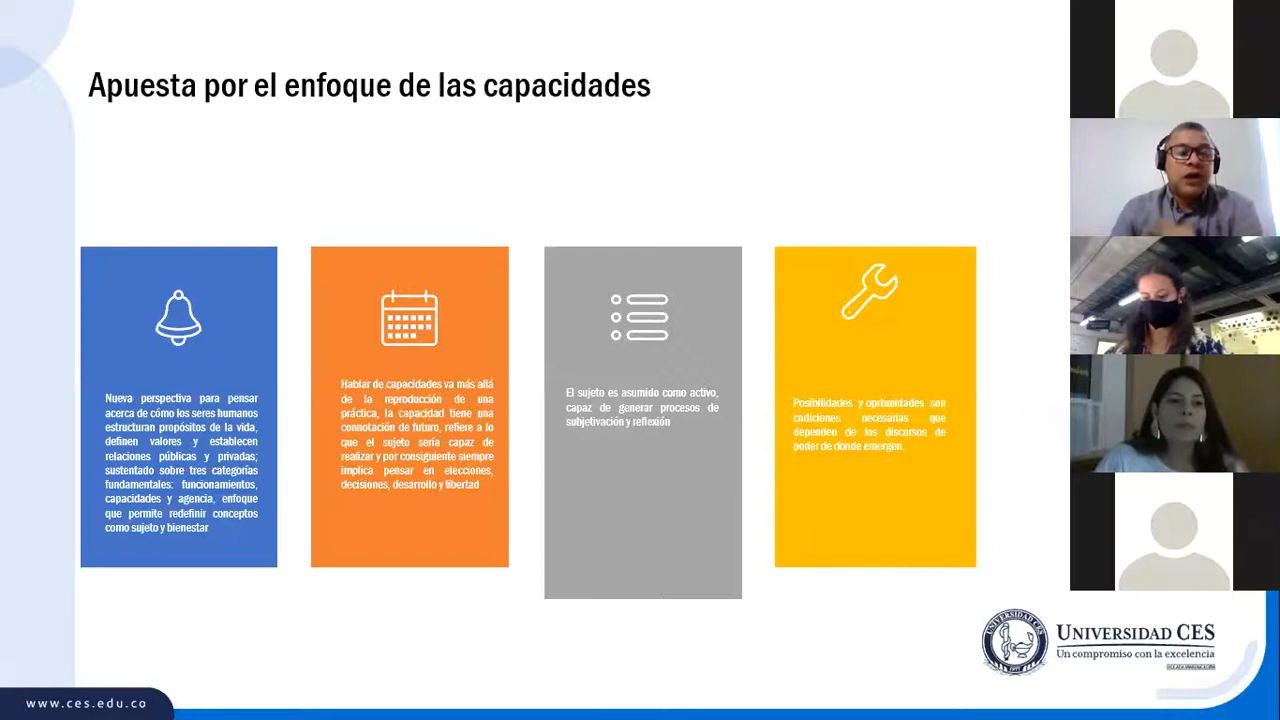 Apuesta por el enfoque de las capacidades
Nueva perspectiva para pensar
acerca de cómo los seres humanos
estructuran propósitos de la vida,
definen valores y establecen
relaciones públicas y privadas;
sustentado sobre tres categorías
fundamentales: funcionamientos,
capacidades y agencia, enfoque
que permite redefinir conceptos
como sujeto y bienestar
Hablar de capacidades va más allá
de la reproducción de una
práctica, la capacidad tiene una
connotación de futuro, refiere a lo
que el sujeto sería capaz de
realizar y por consiguiente siempre
implica pensar en elecciones,
decisiones, desarrollo y libertad
El sujeto es asumido como activo,
capaz de generar procesos de
subjetivación y reflexión
Posibilidades y oprtunidades son
cndiciones necesarias que
dependen de los discursos de
poder de donde emergen.
UNIVERSIDAD CES
Un compromiso con la excelencia
www.ces.edu.co